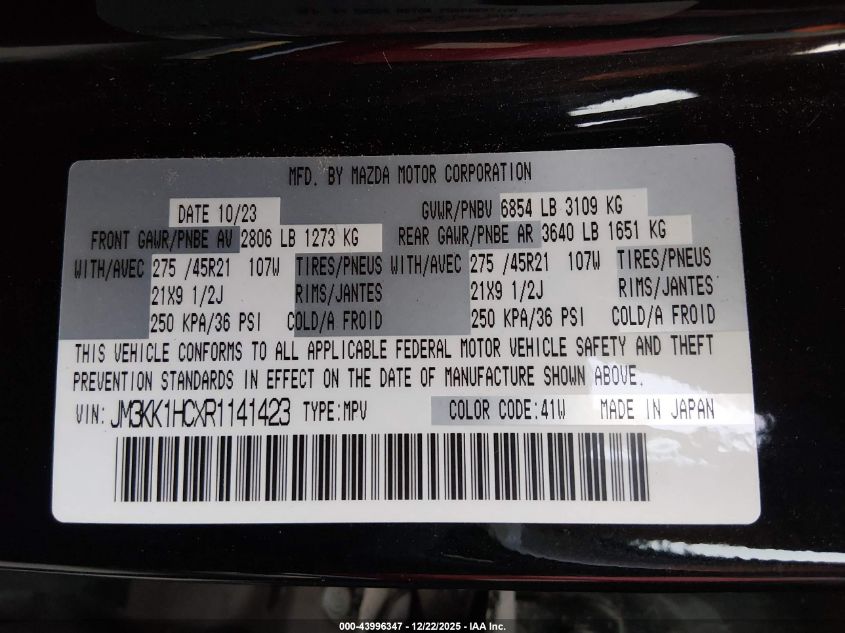 MFD. BY MAZDA MOTOR CORPORATION
DATE 10/23 GVWR/PNBV 6854 LB 3109 KG
FRONT GAWR/PNBE AV 2806 LB 1273 KG REAR GAWR/PNBE AR 3640 LB 1651 KG
WITH/AVEC 275 /45R21 107W TIRES/PNEUS WITH/AVEC 275 /45R21 107W TIRES/PNEUS
21X9 1/2J RIMS/JANTES 21X9 1/2J RIMS/JANTES
250 KPA/36 PSI COLD/A FROID 250 KPA/36 PSI COLD/A FROID
THIS VEHICLE CONFORMS TO ALL APPLICABLE FEDERAL MOTOR VEHICLE SAFETY AND THEFT
PREVENTION STANDARDS IN EFFECT ON THE DATE OF MANUFACTURE SHOWN ABOVE.
VIN: JM3KK1HCXR1141423 TYPE:MPV COLOR CODE:41W MADE IN JAPAN
000-43996347 - 12/22/2025 - IAA Inc.